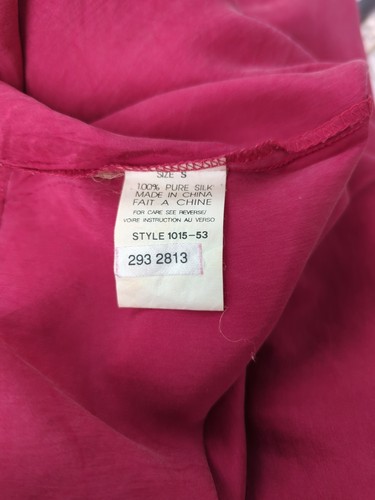 SIZE S
100% PURE SILK
MADE IN CHINA
FAIT A CHINE
FOR CARE SEE REVERSE/
VOIRE INSTRUCTION AU VERSO
STYLE 1015-53
293 2813